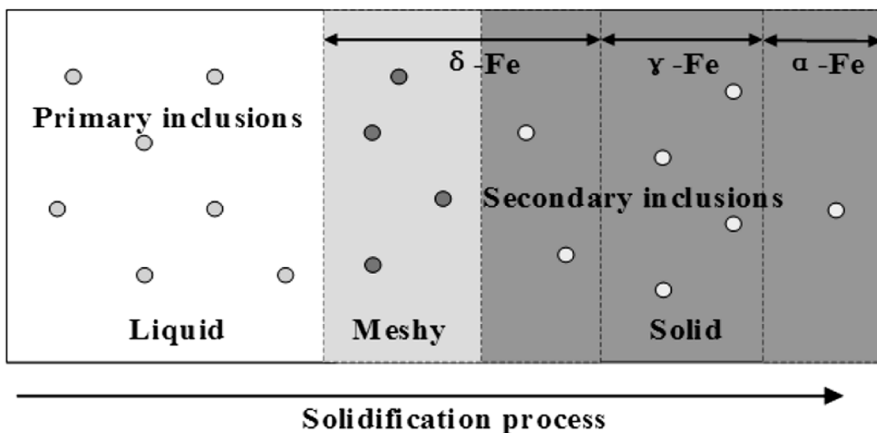 δ-Fe
ɣ-Fe
α-Fe
Primary inclusions
Secondary inclusions
Liquid
Meshy
Solid
Solidification process